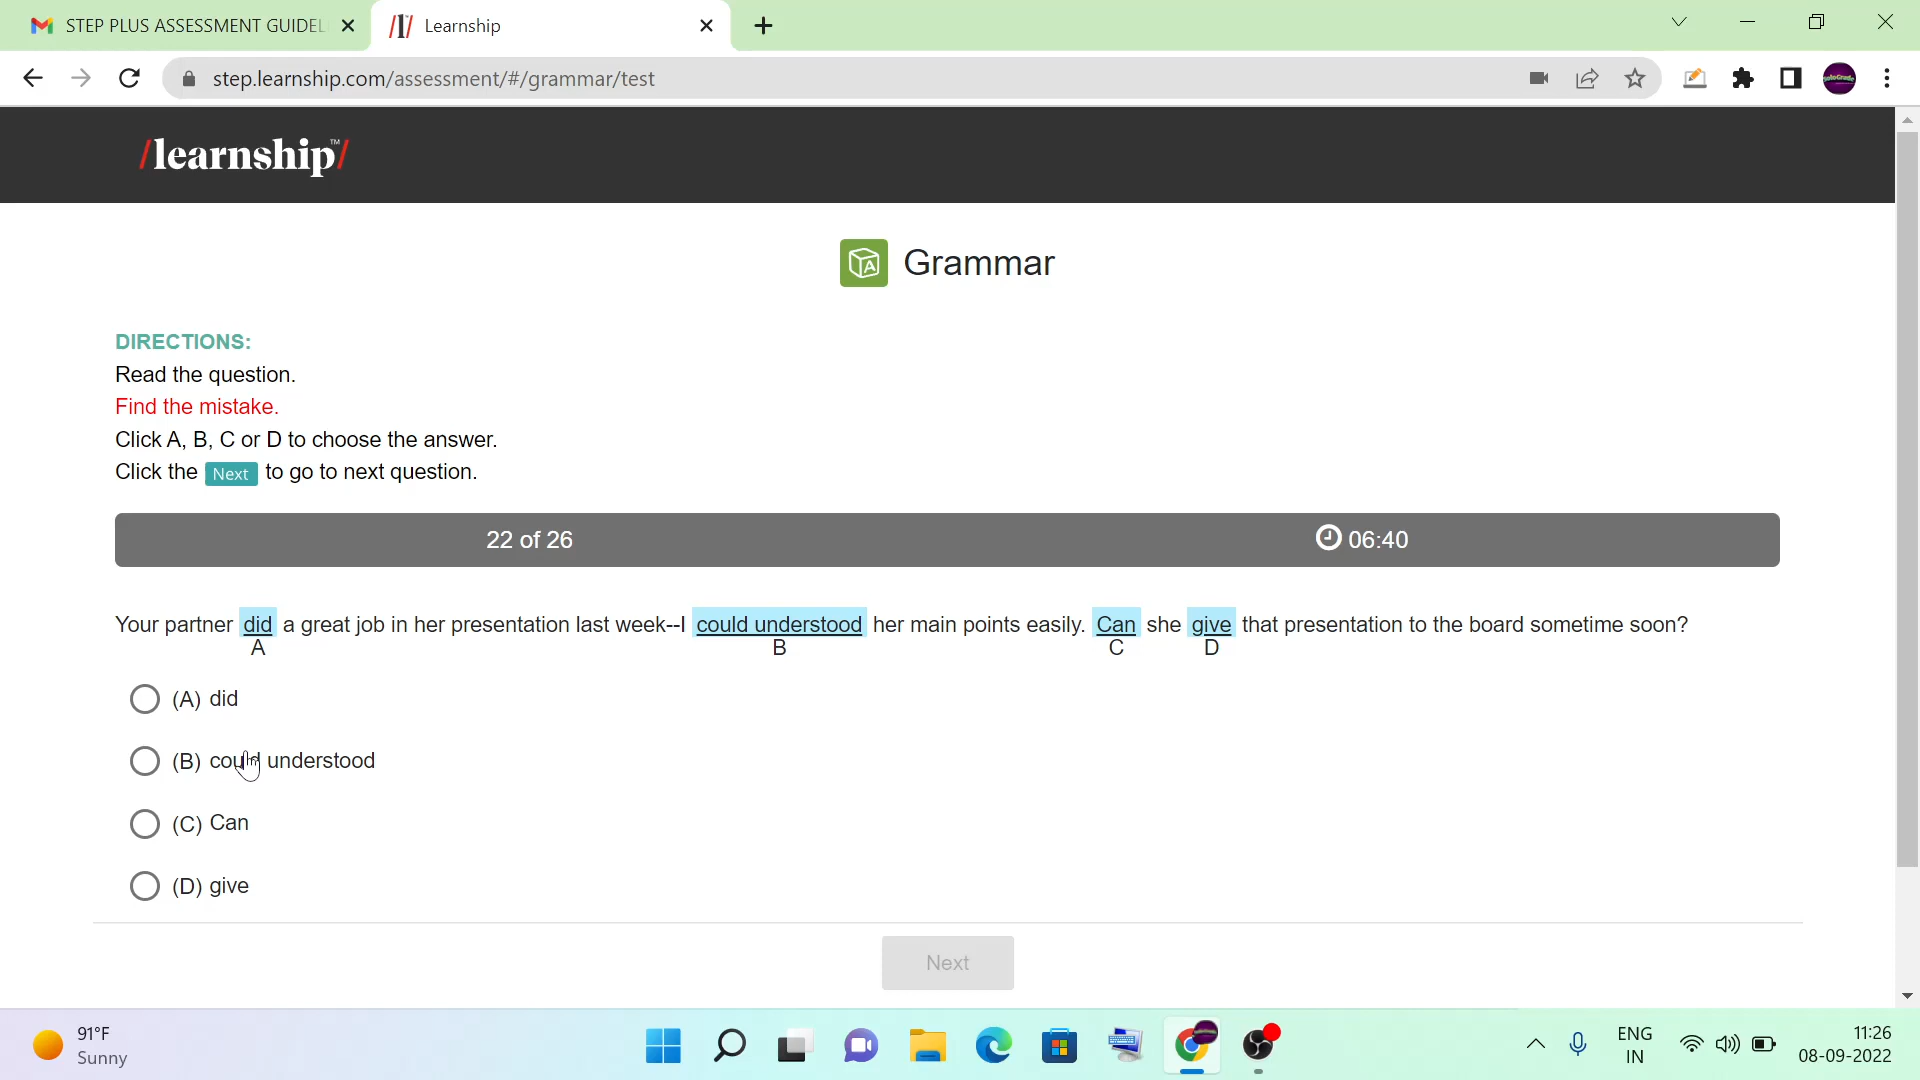 STEP PLUS ASSESSMENT GUIDEL
Learnship
step.learnship.com/assessment/#/grammar/test
/learnship™/
Grammar
DIRECTIONS:
Read the question.
Find the mistake.
Click A, B, C or D to choose the answer.
Click the Next to go to next question.
22 of 26 06:40
Your partner did a great job in her presentation last week--I could understood her main points easily. Can she give that presentation to the board sometime soon?
A B C D
(A) did
(B) could understood
(C) Can
(D) give
Next
91°F
Sunny
ENG
IN
11:26
08-09-2022